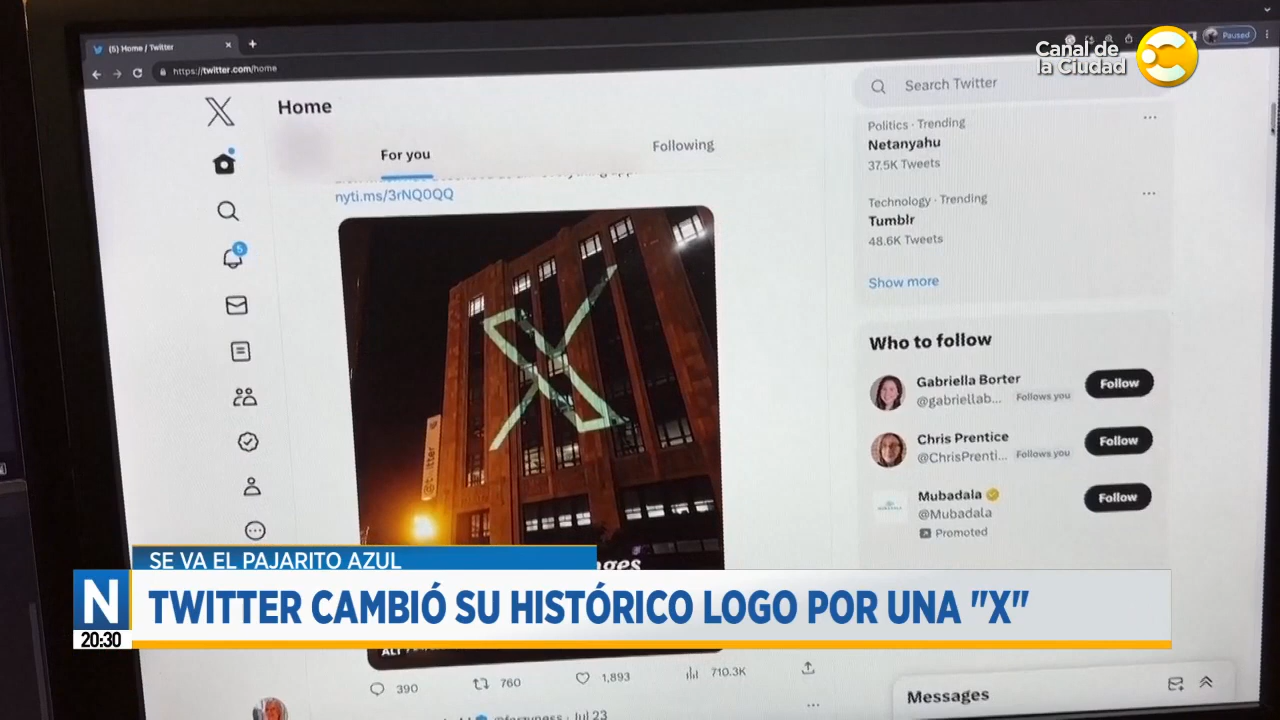 (5) Home / Twitter
Paused
https://twitter.com/home
Canal de
la Ciudad
Home
For you
Following
nyti.ms/3rNQ0QQ
@twitter
390
760
1,893
710.3K
Jul 23
Search Twitter
Politics · Trending
Netanyahu
37.5K Tweets
Technology · Trending
Tumblr
48.6K Tweets
Show more
Who to follow
Gabriella Borter
@gabriellab...
Follows you
Follow
Chris Prentice
@ChrisPrenti...
Follows you
Follow
Mubadala
@Mubadala
Promoted
Follow
Messages
5
SE VA EL PAJARITO AZUL
N
20:30
TWITTER CAMBIÓ SU HISTÓRICO LOGO POR UNA "X"
ALT